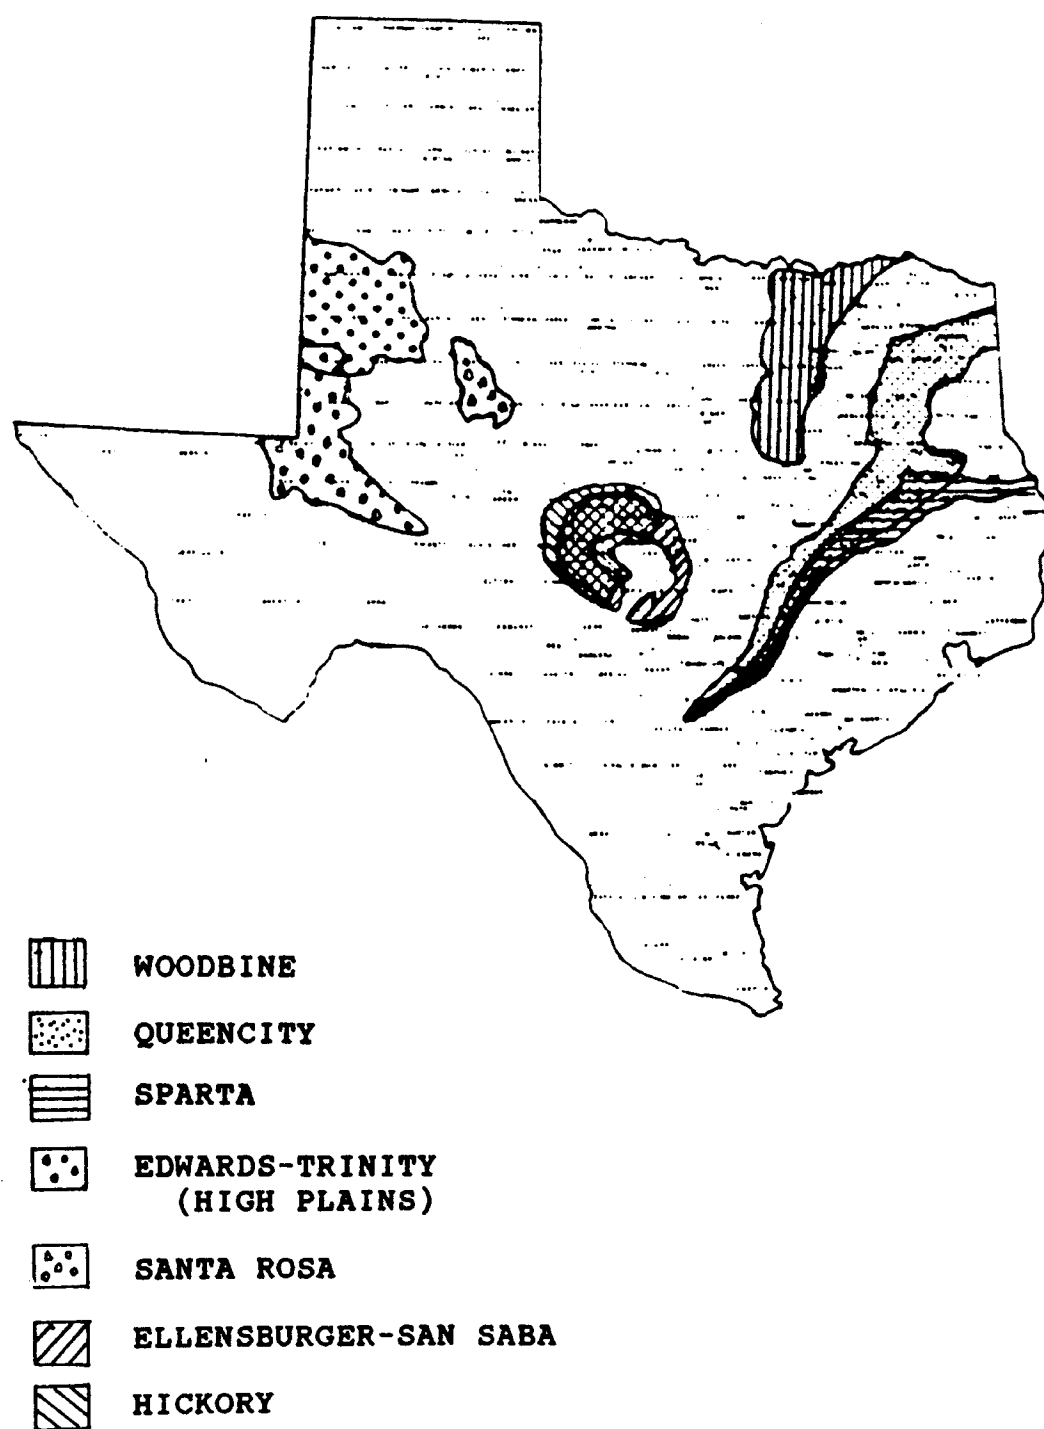 WOODBINE
QUEENCITY
SPARTA
EDWARDS-TRINITY
(HIGH PLAINS)
SANTA ROSA
ELLENSBURGER-SAN SABA
HICKORY